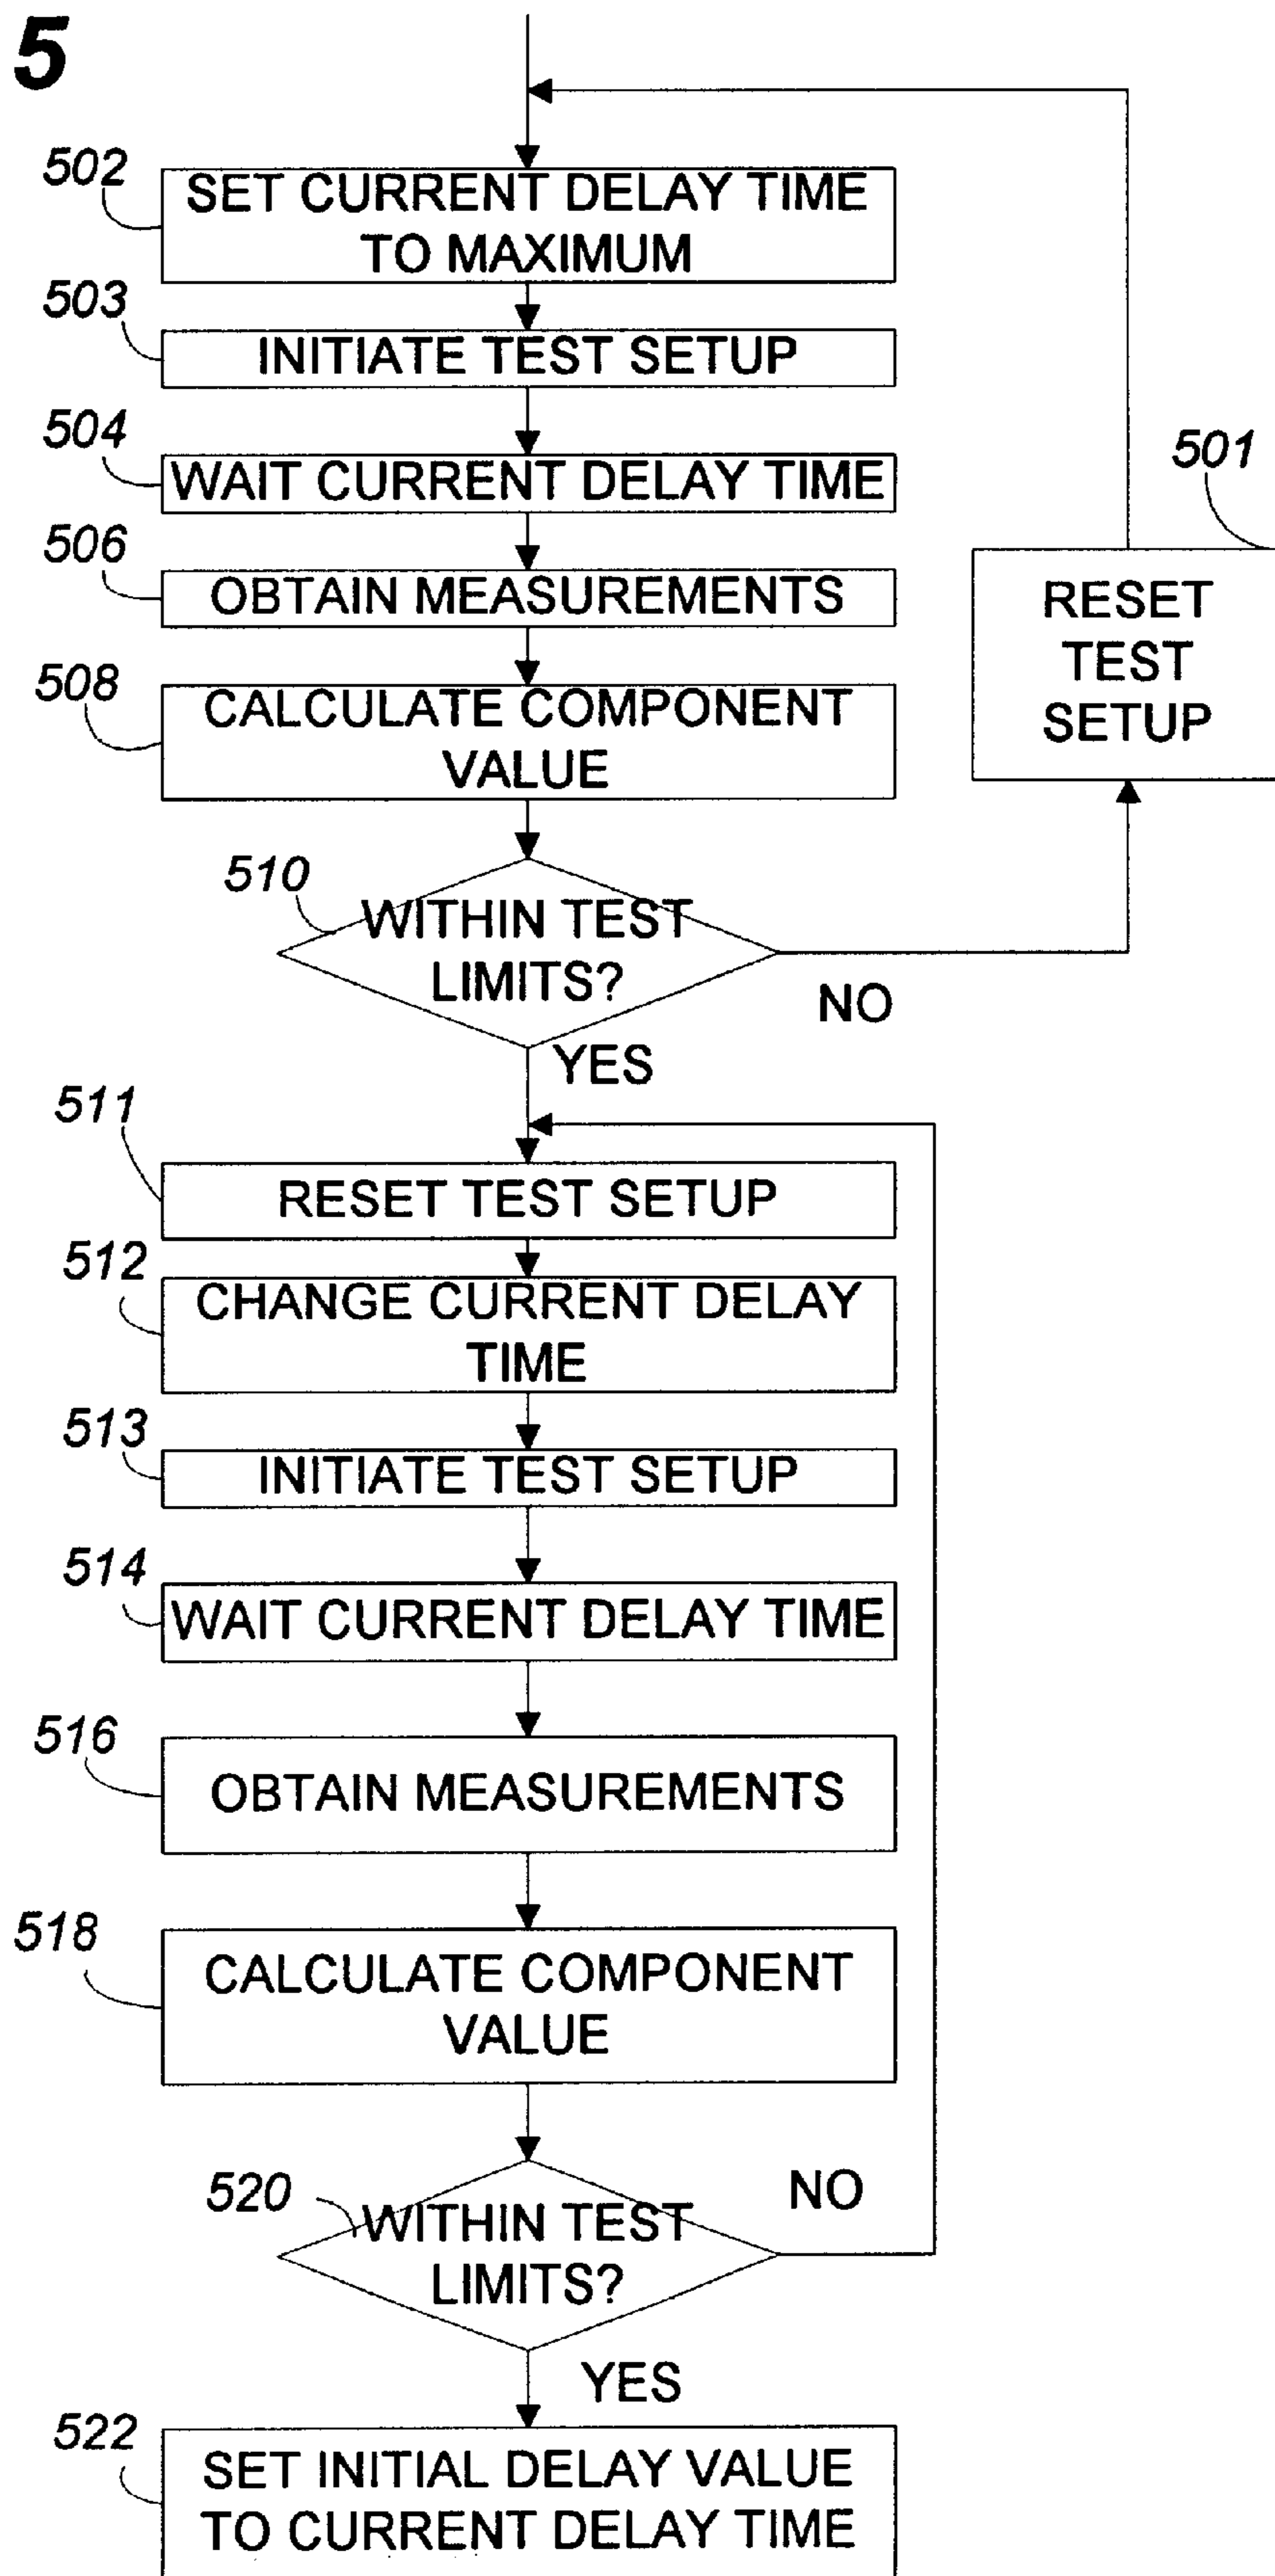 5
502
SET CURRENT DELAY TIME
TO MAXIMUM
503
INITIATE TEST SETUP
504
WAIT CURRENT DELAY TIME
501
506
OBTAIN MEASUREMENTS
RESET
TEST
SETUP
508
CALCULATE COMPONENT
VALUE
510
WITHIN TEST
LIMITS?
NO
YES
511
RESET TEST SETUP
512
CHANGE CURRENT DELAY
TIME
513
INITIATE TEST SETUP
514
WAIT CURRENT DELAY TIME
516
OBTAIN MEASUREMENTS
518
CALCULATE COMPONENT
VALUE
520
WITHIN TEST
LIMITS?
NO
YES
522
SET INITIAL DELAY VALUE
TO CURRENT DELAY TIME